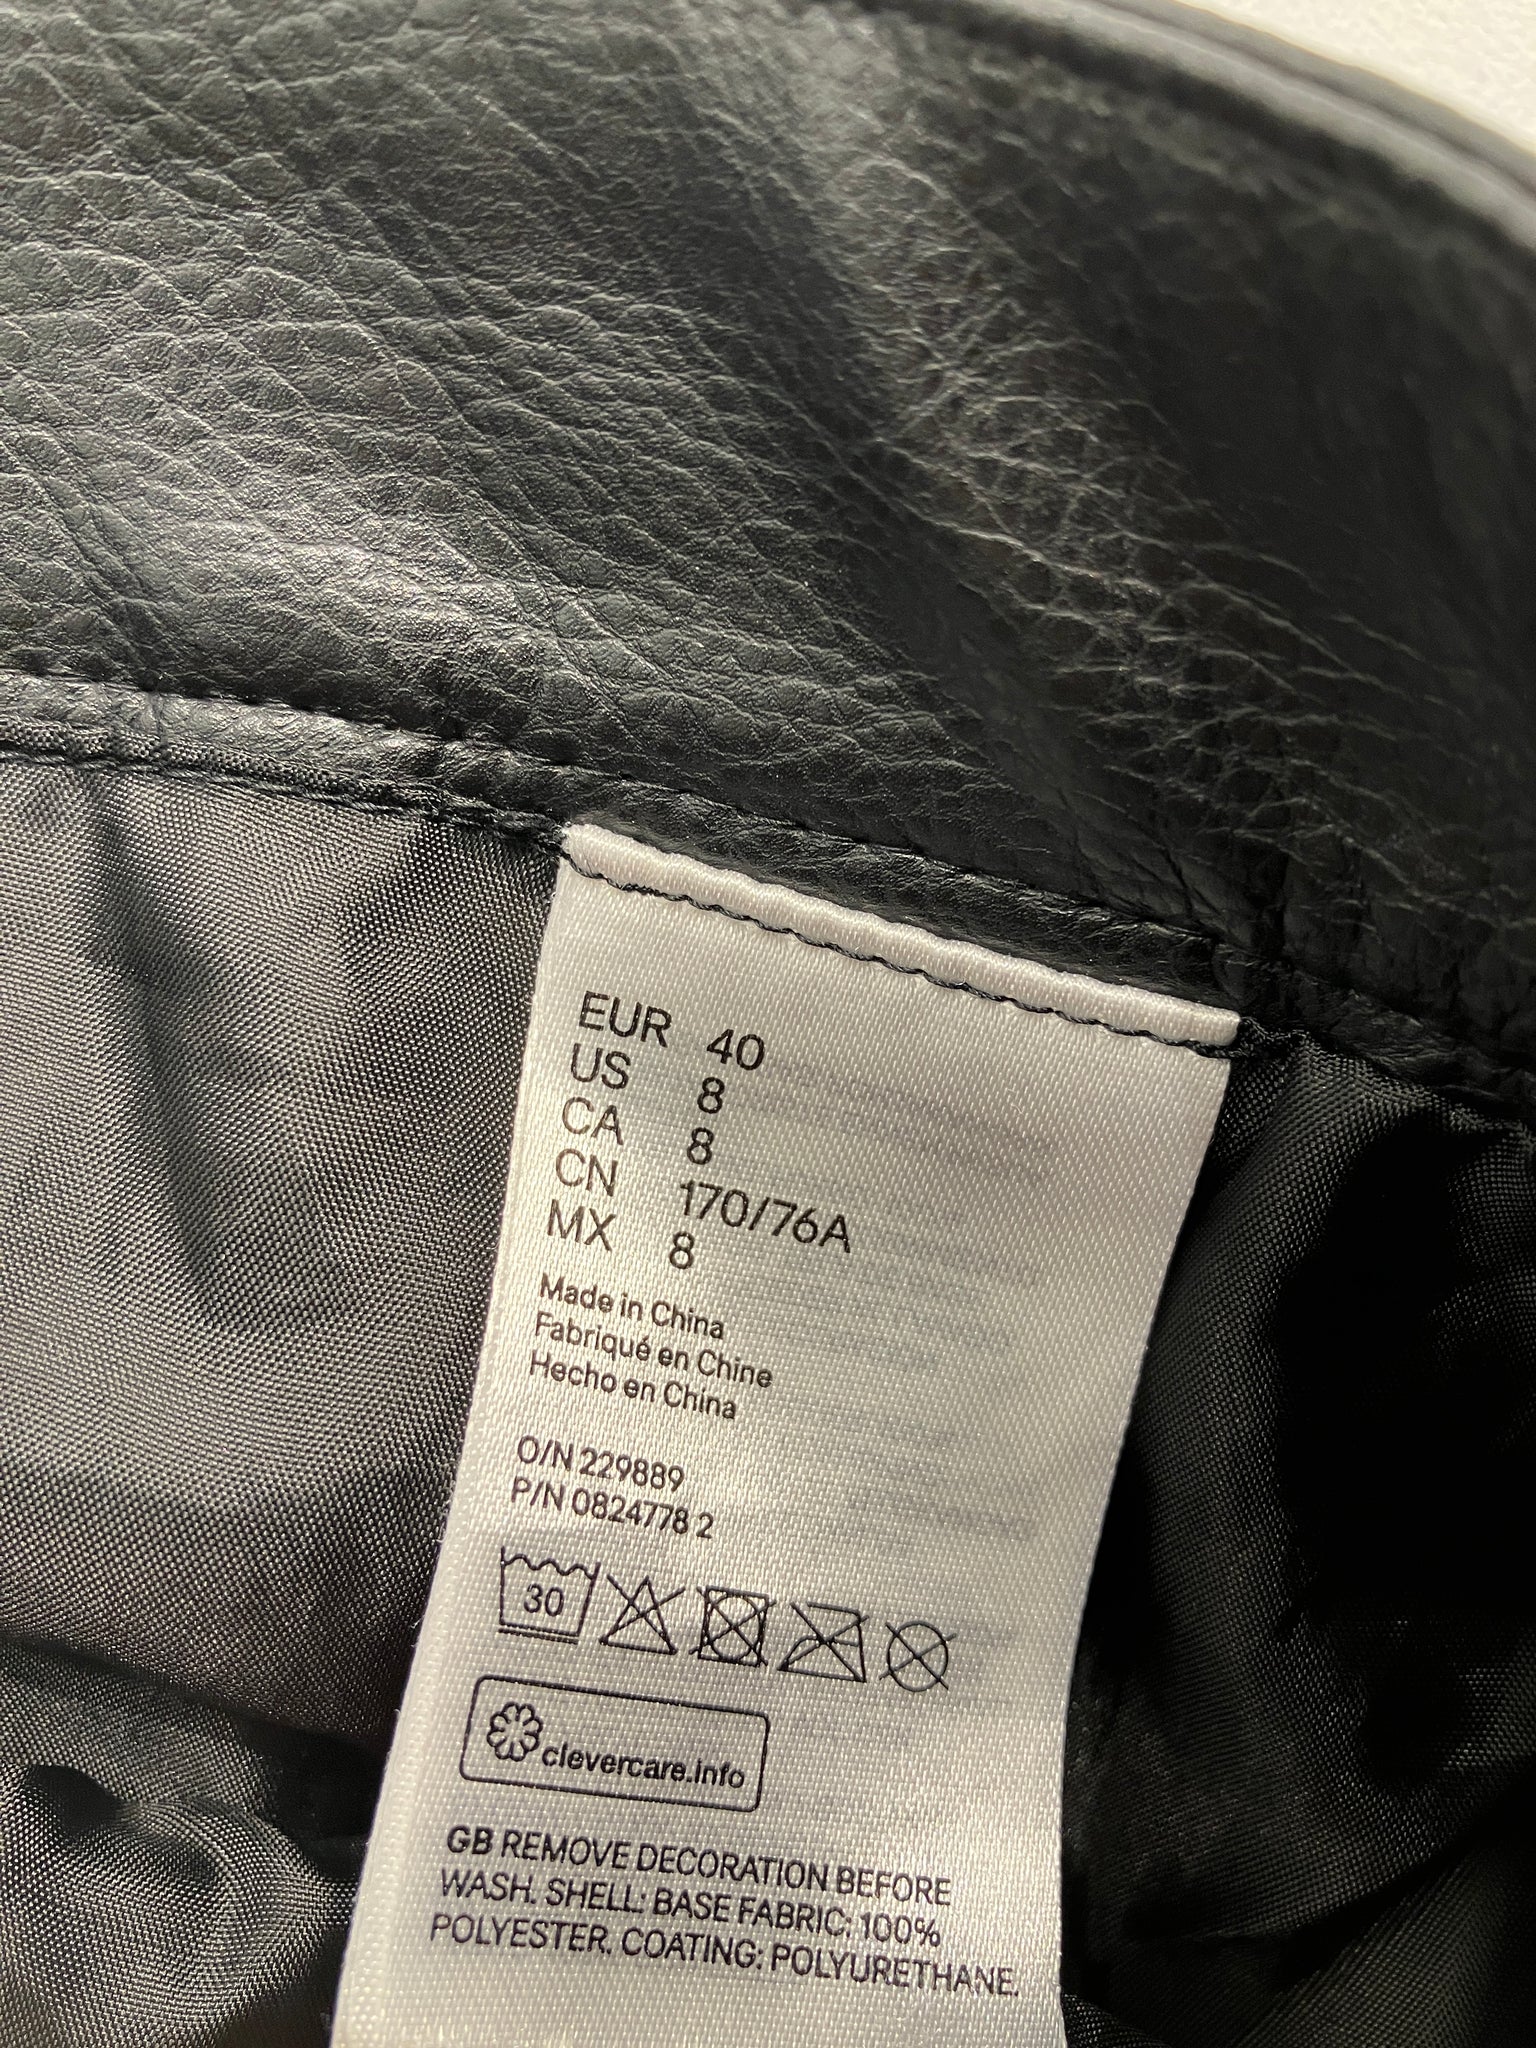 EUR 40
US 8
CA 8
CN 170/76A
MX 8
Made in China
Fabriqué en Chine
Hecho en China
O/N 229889
P/N 0824778 2
30
clevercare.info
GB REMOVE DECORATION BEFORE
WASH. SHELL: BASE FABRIC: 100%
POLYESTER. COATING: POLYURETHANE.